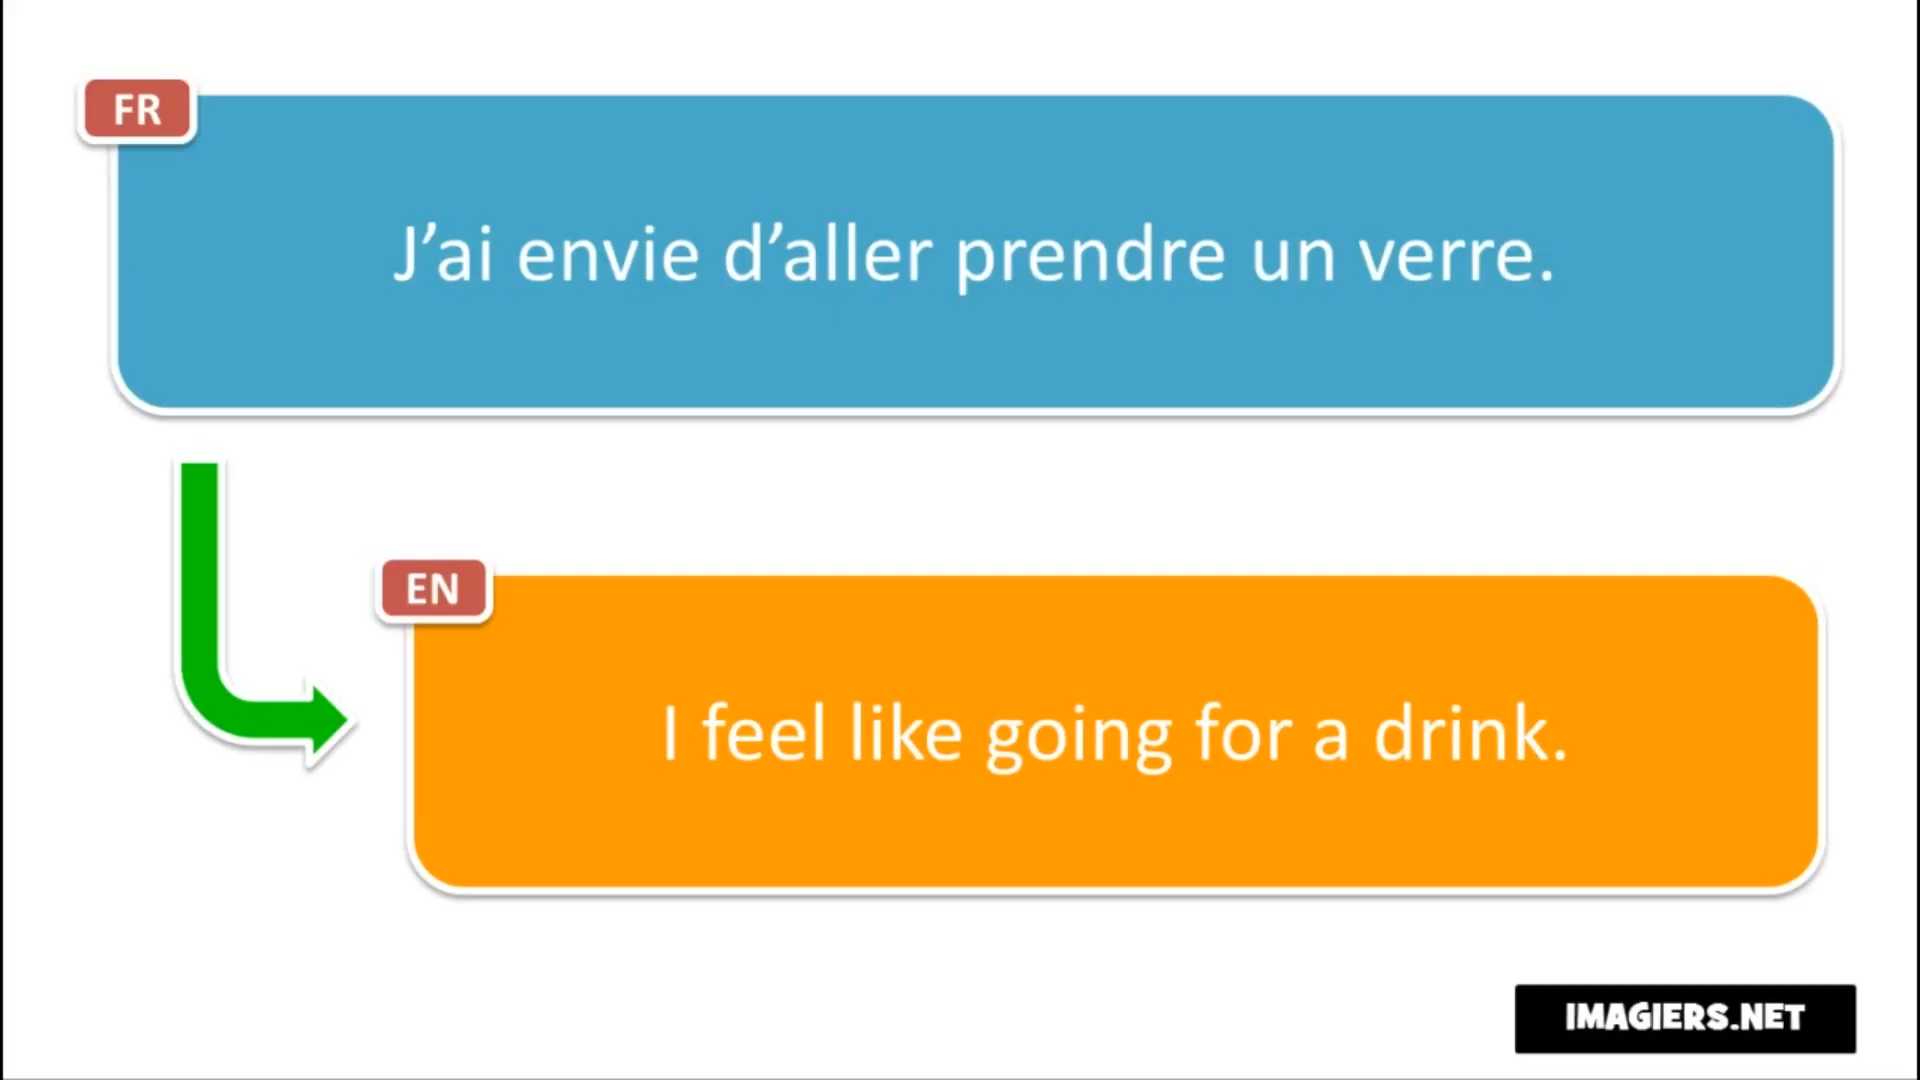 FR
J’ai envie d’aller prendre un verre.
EN
I feel like going for a drink.
IMAGIERS.NET